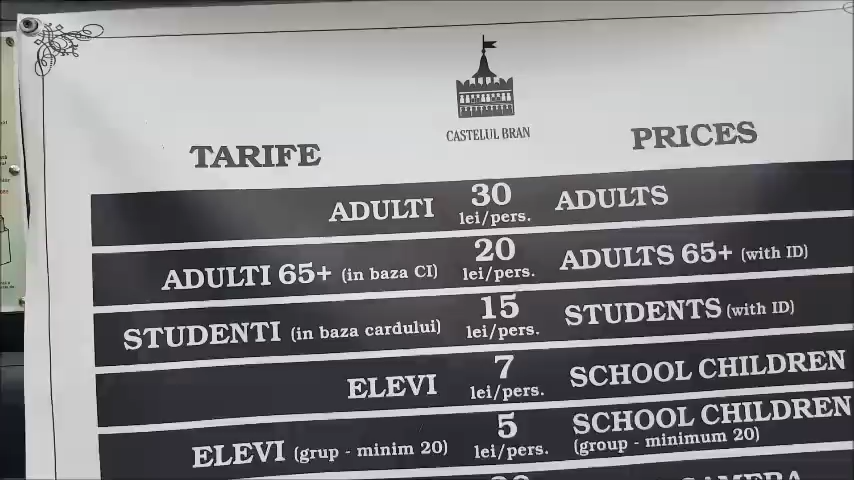 CASTELUL BRAN
TARIFE PRICES
ADULTI 30 lei/pers. ADULTS
ADULTI 65+ (in baza CI) 20 lei/pers. ADULTS 65+ (with ID)
STUDENTI (in baza cardului) 15 lei/pers. STUDENTS (with ID)
ELEVI 7 lei/pers. SCHOOL CHILDREN
ELEVI (grup - minim 20) 5 lei/pers. SCHOOL CHILDREN
(group - minimum 20)